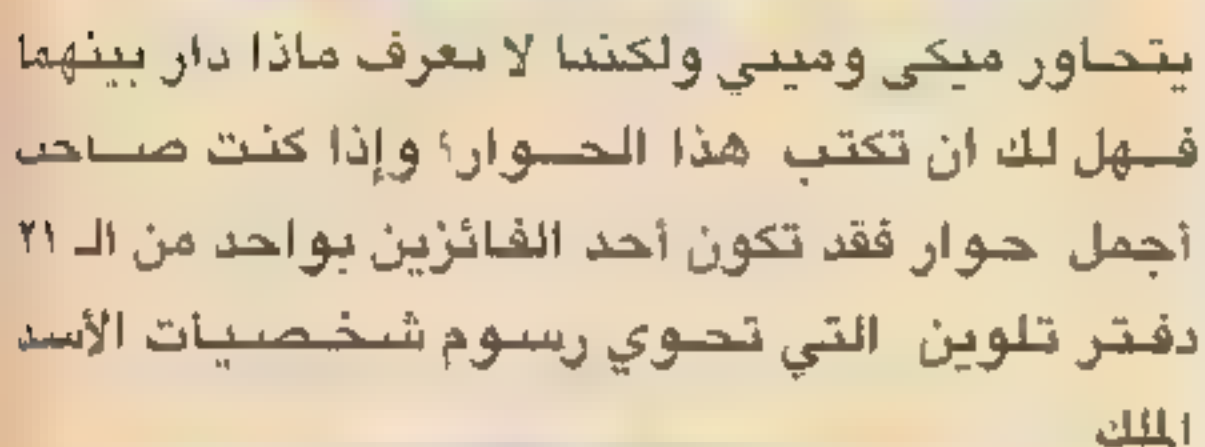 يتحاور ميكى وميني ولكننا لا نعرف ماذا دار بينهما
فهل لك ان تكتب هذا الحوار؟ وإذا كنت صاحب
أجمل حوار فقد تكون أحد الفائزين بواحد من الـ ٢١
دفتر تلوين التي تحوي رسوم شخصيات الأسد
الملك